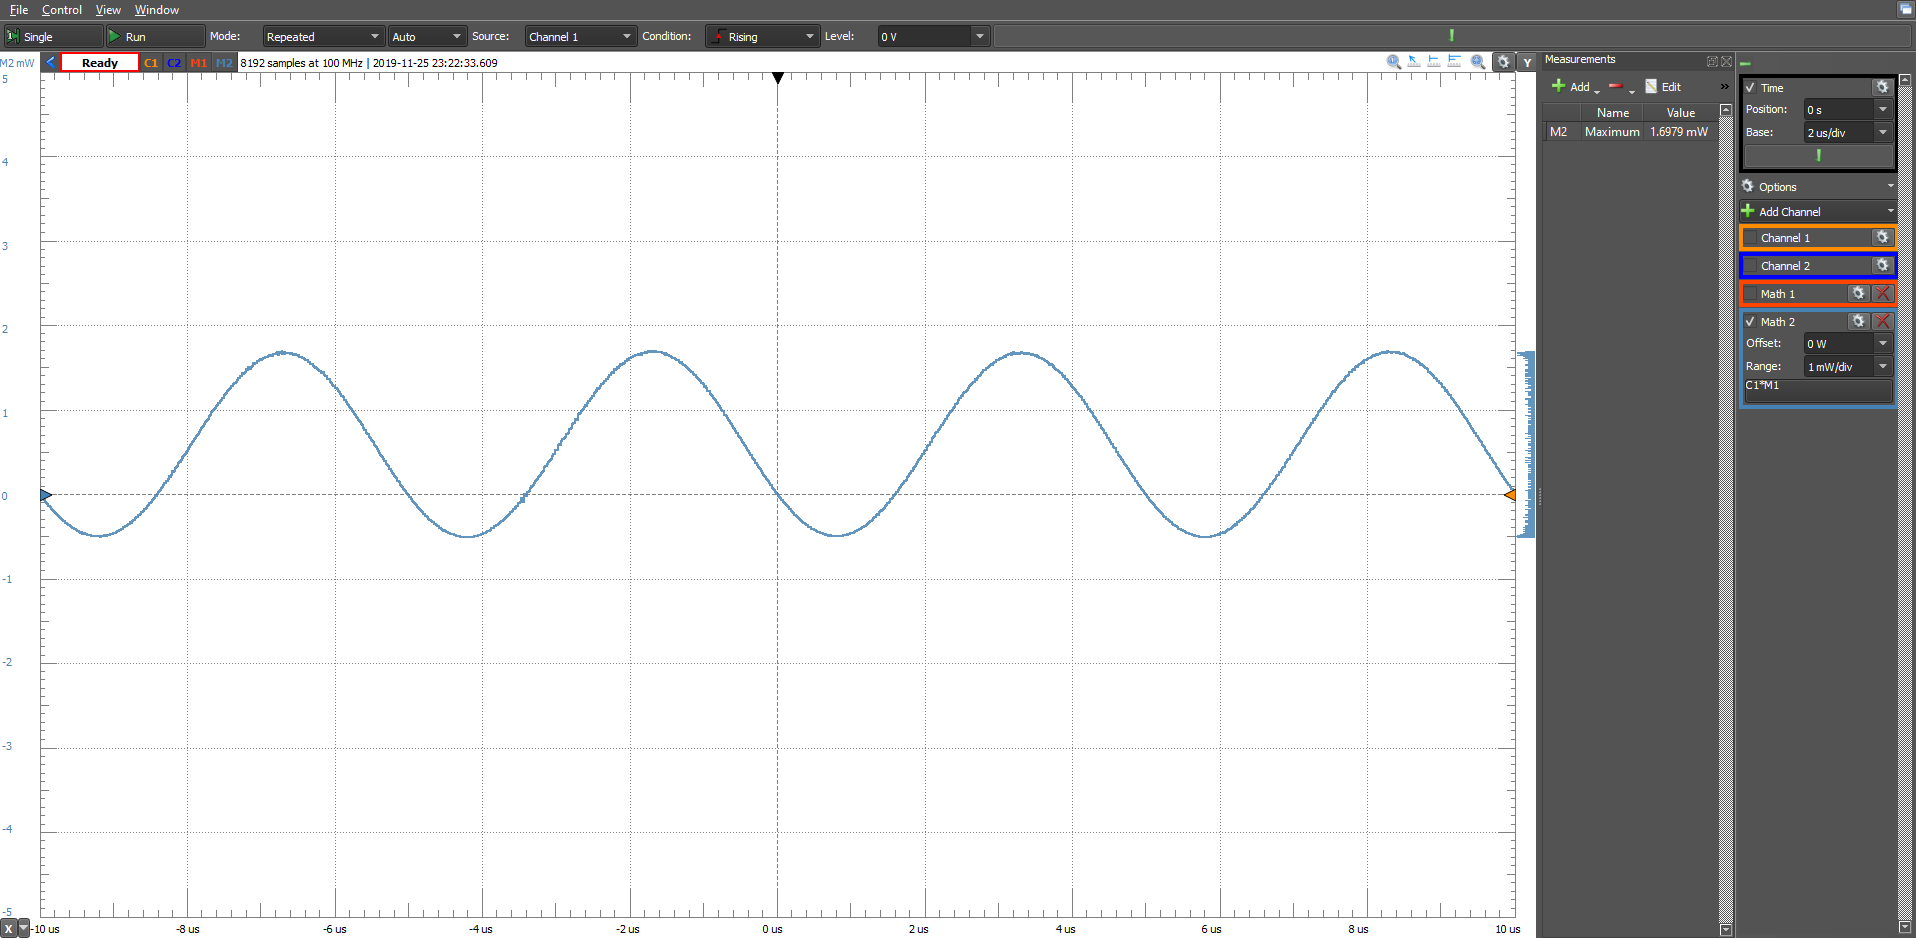 File Control View Window
Single Run Mode: Repeated Auto Source: Channel 1 Condition: Rising Level: 0 V
M2 mW Ready C1 C2 M1 M2 8192 samples at 100 MHz | 2019-11-25 23:22:33.609 Y
5
4
3
2
1
0
-1
-2
-3
-4
-5
X -10 us -8 us -6 us -4 us -2 us 0 us 2 us 4 us 6 us 8 us 10 us
Measurements
Add Edit »
Name Value
M2 Maximum 1.6979 mW
Time
Position: 0 s
Base: 2 us/div
Options
Add Channel
Channel 1
Channel 2
Math 1
Math 2
Offset: 0 W
Range: 1 mW/div
C1*M1